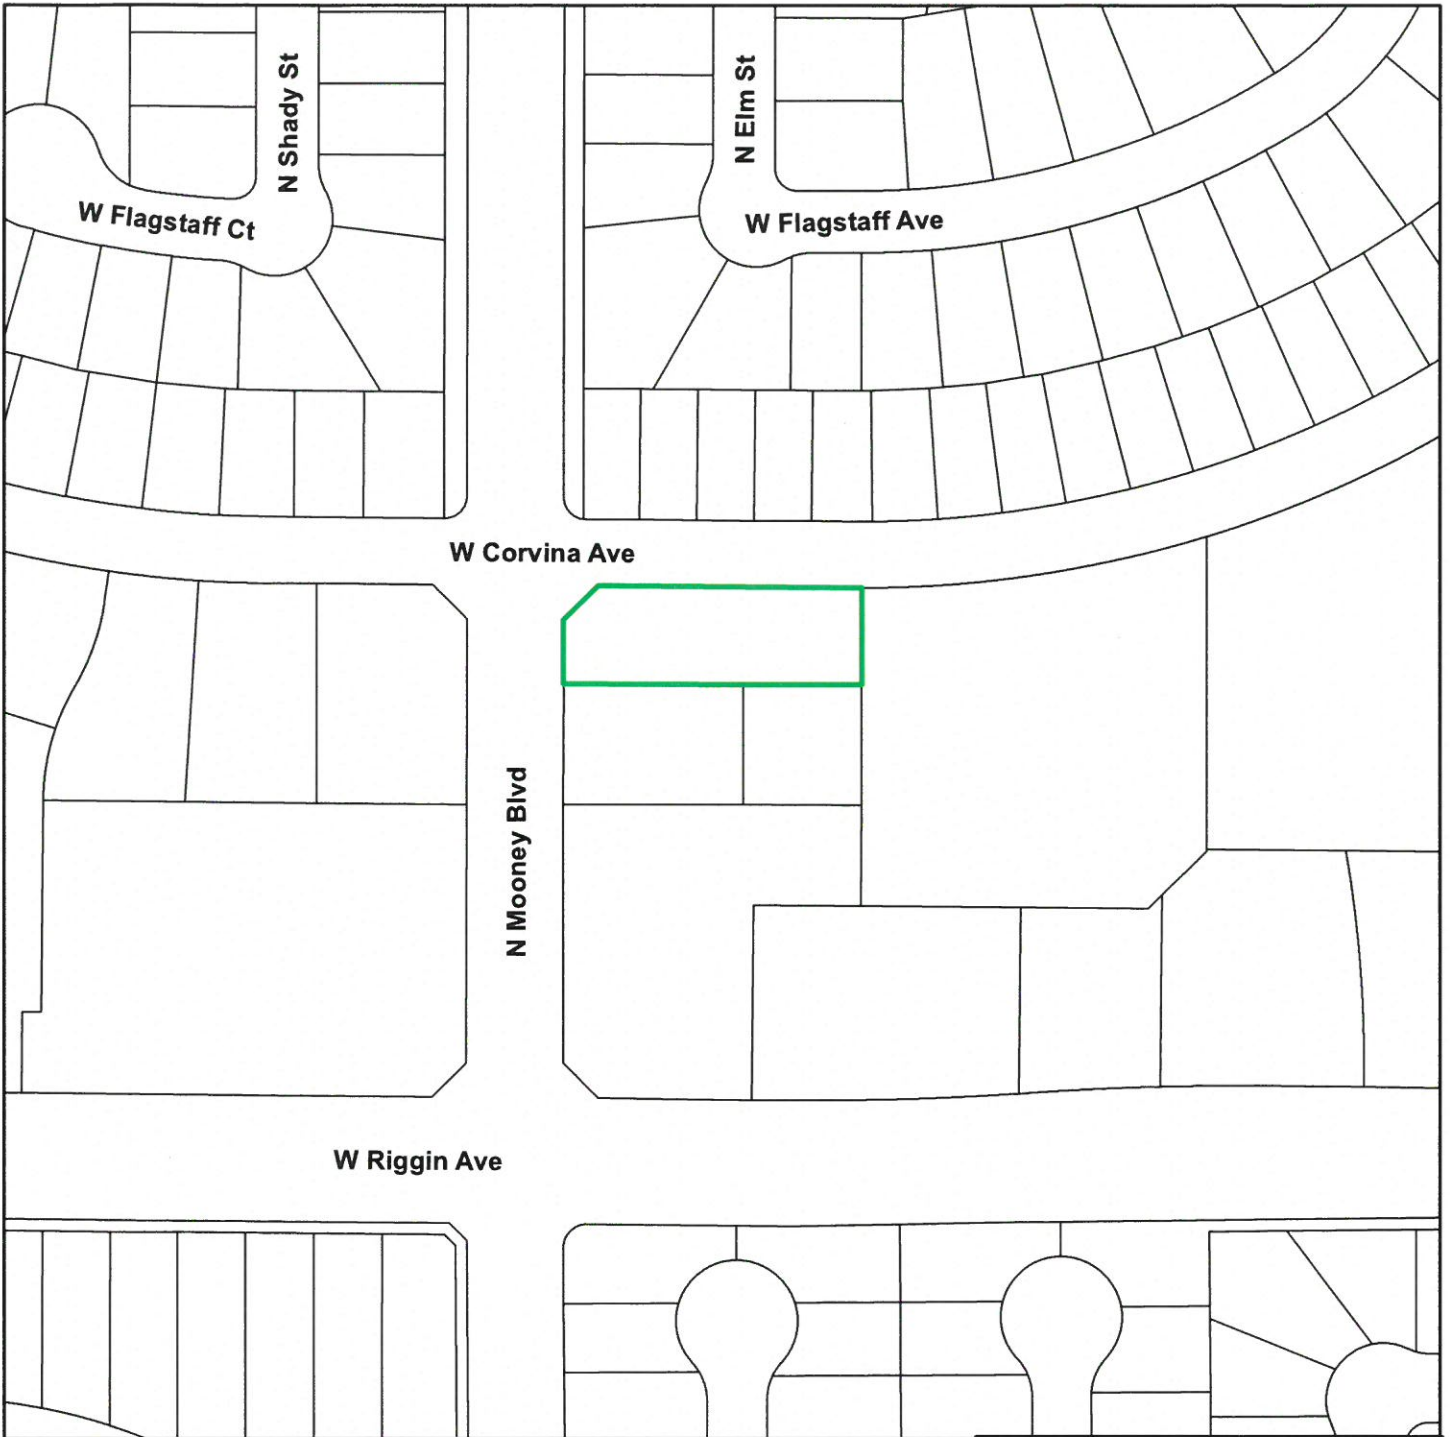 N Shady St
N Elm St
W Flagstaff Ct
W Flagstaff Ave
W Corvina Ave
N Mooney Blvd
W Riggin Ave